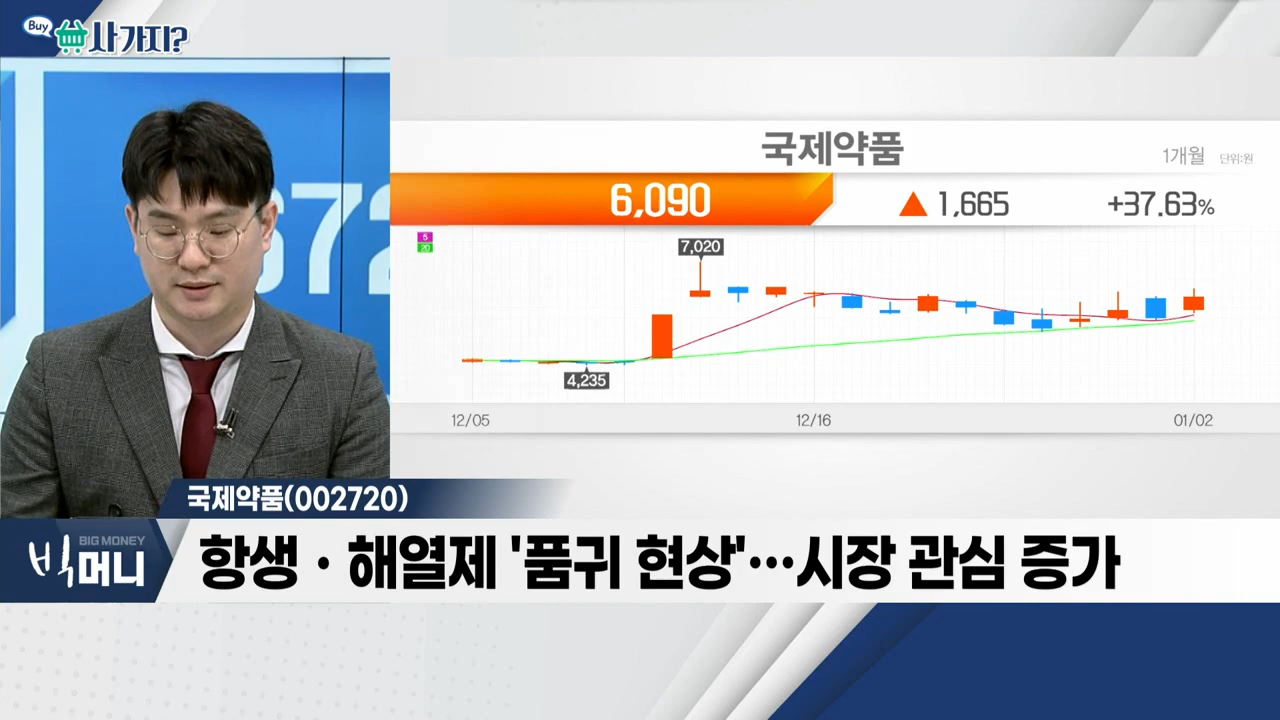 Buy
사가지?
672
국제약품
1개월 단위:원
6,090 ▲ 1,665 +37.63%
5
20
7,020
4,235
12/05 12/16 01/02
국제약품(002720)
BIG MONEY
빅머니
항생·해열제 '품귀 현상'…시장 관심 증가